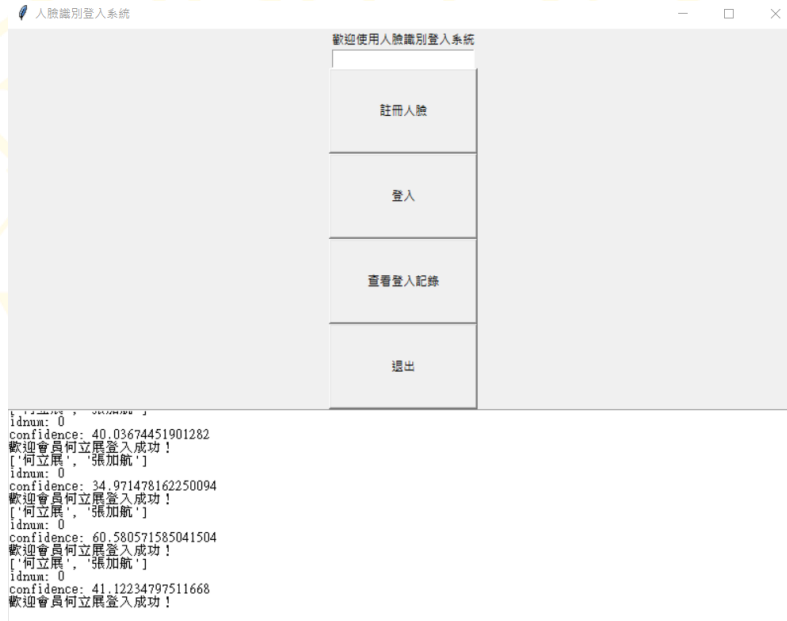 人臉識別登入系統
歡迎使用人臉識別登入系統
註冊人臉
登入
查看登入記錄
退出
['何立展', '張加航']
idnum: 0
confidence: 40.03674451901282
歡迎會員何立展登入成功！
['何立展', '張加航']
idnum: 0
confidence: 34.971478162250094
歡迎會員何立展登入成功！
['何立展', '張加航']
idnum: 0
confidence: 60.580571585041504
歡迎會員何立展登入成功！
['何立展', '張加航']
idnum: 0
confidence: 41.12234797511668
歡迎會員何立展登入成功！